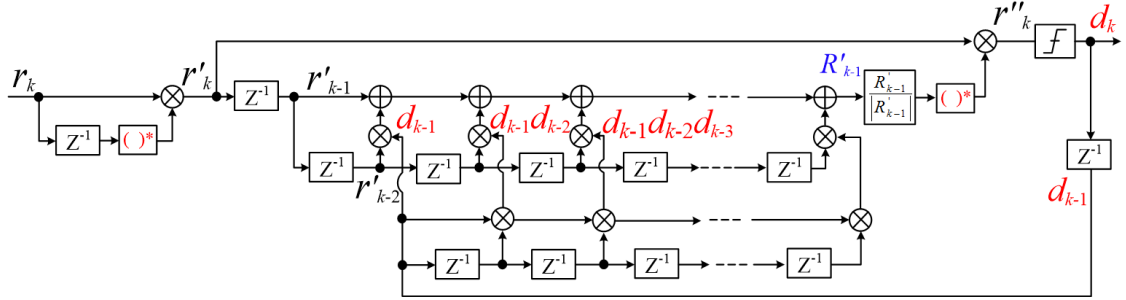 r''k dk
rk r'k Z-1 r'k-1 R'k-1 R'k-1 / |R'k-1| ( )*
dk-1 dk-1dk-2 dk-1dk-2dk-3
Z-1 ( )* Z-1
Z-1 Z-1 Z-1 Z-1 Z-1
r'k-2 dk-1
Z-1 Z-1 Z-1 Z-1